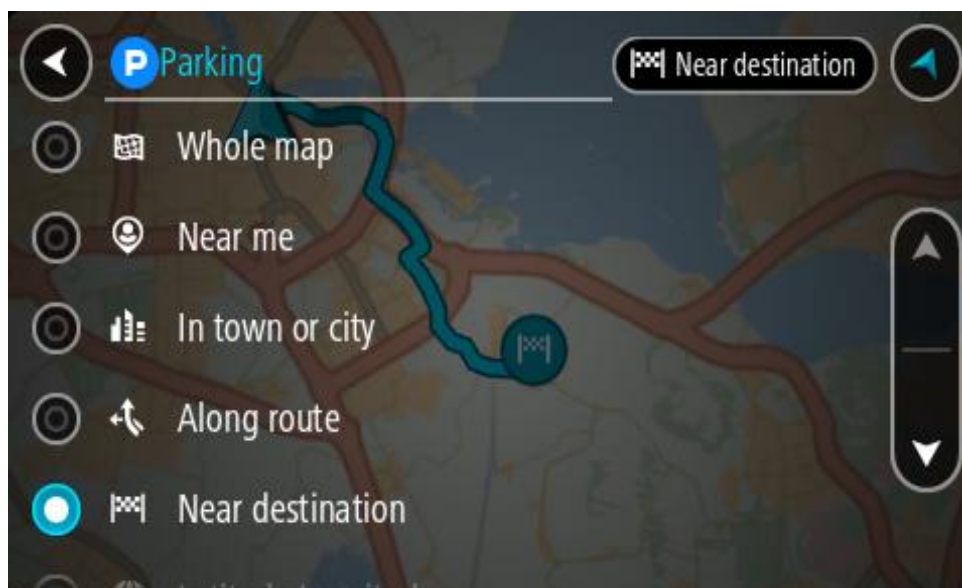 P Parking
Near destination
Whole map
Near me
In town or city
Along route
Near destination